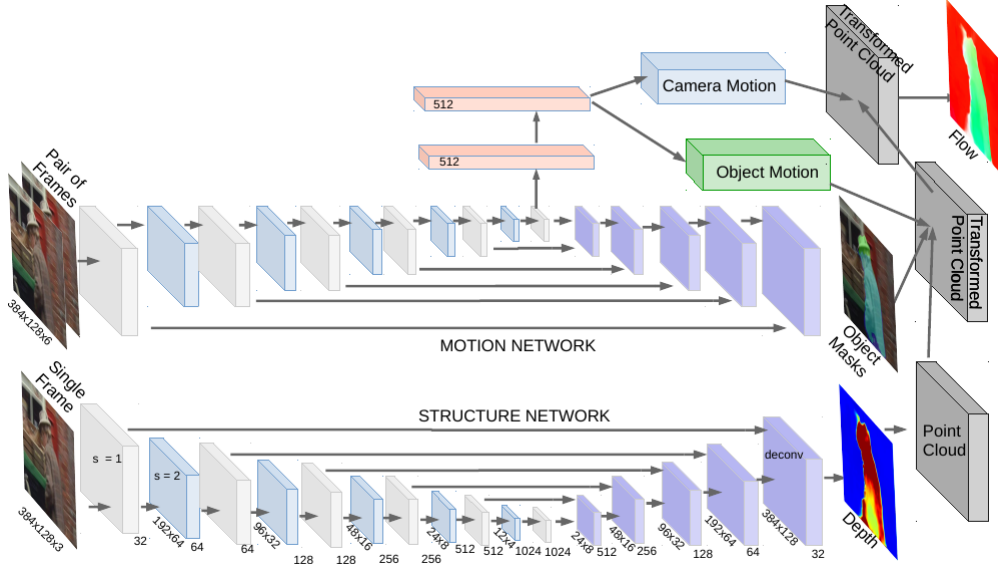 Transformed
Point Cloud
Camera Motion
512
Flow
512
Object Motion
Pair of
Frames
Transformed
Point Cloud
384x128x6
MOTION NETWORK
Object
Masks
Single
Frame
STRUCTURE NETWORK
Point
Cloud
s = 1
s = 2
deconv
384x128x3
32
192x64
64
64
96x32
128
128
48x16
256
256
24x8
512
512
12x4
1024
1024
24x8
512
48x16
256
96x32
128
192x64
64
384x128
32
Depth